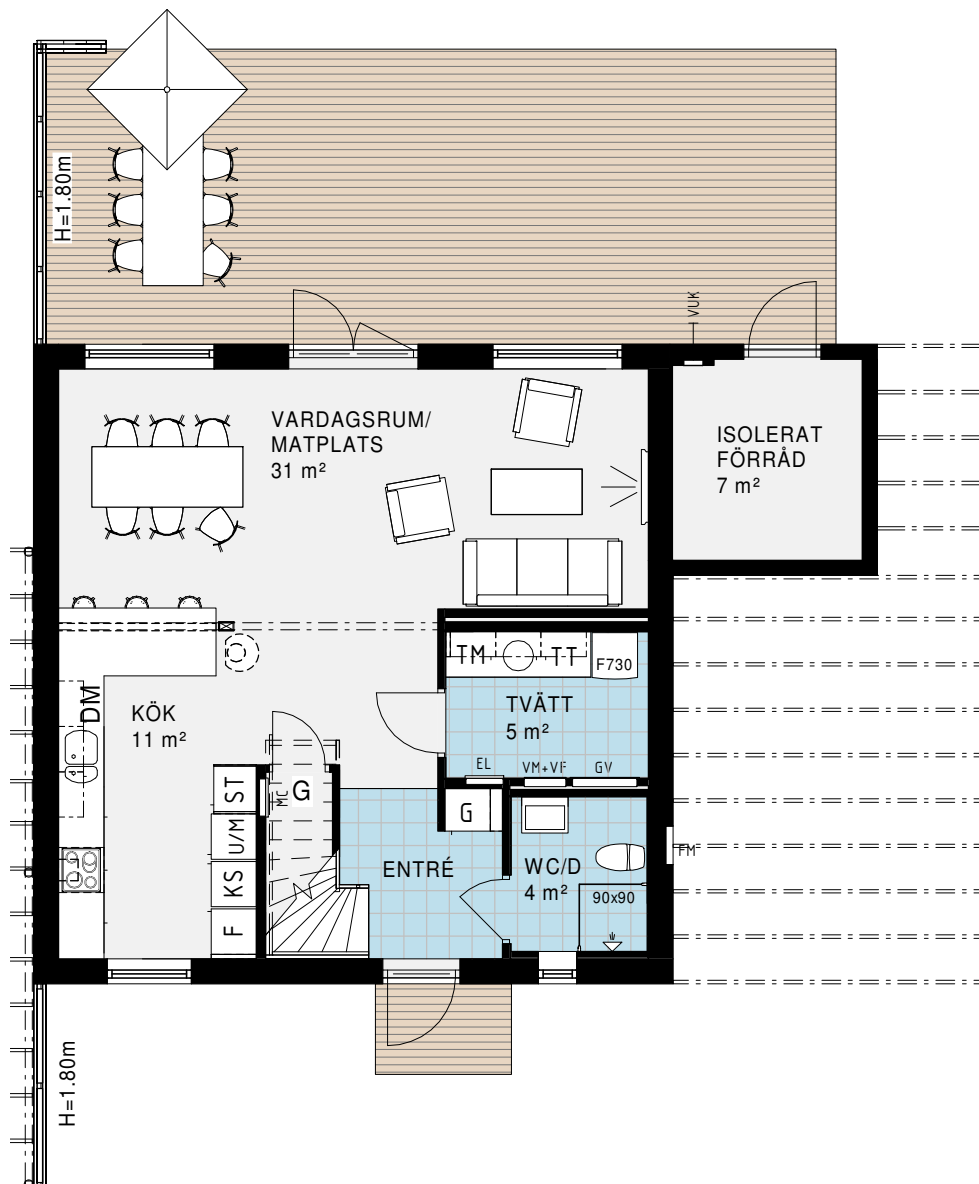 H=1.80m
VUK
VARDAGSRUM/
MATPLATS
31 m²
ISOLERAT
FÖRRÅD
7 m²
TM
TT
F730
DM
KÖK
11 m²
TVÄTT
5 m²
EL
VM+VF
GV
ST
MC
G
U/M
G
KS
ENTRÉ
WC/D
4 m²
FM
90x90
F
H=1.80m